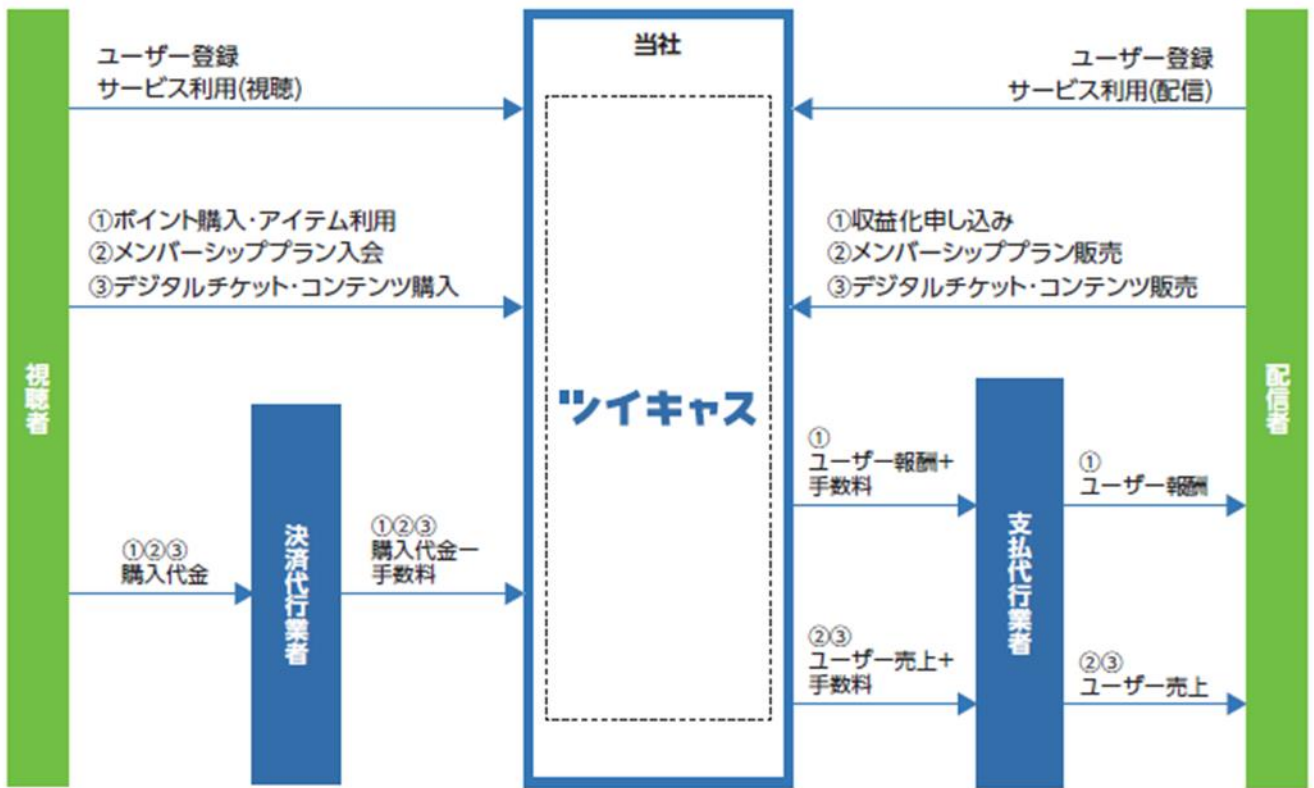 当社
ユーザー登録
サービス利用(視聴)
ユーザー登録
サービス利用(配信)
①ポイント購入・アイテム利用
②メンバーシッププラン入会
③デジタルチケット・コンテンツ購入
①収益化申し込み
②メンバーシッププラン販売
③デジタルチケット・コンテンツ販売
視聴者
ツイキャス
配信者
①②③
購入代金
決済代行業者
①②③
購入代金ー
手数料
①
ユーザー報酬+
手数料
支払代行業者
①
ユーザー報酬
②③
ユーザー売上+
手数料
②③
ユーザー売上